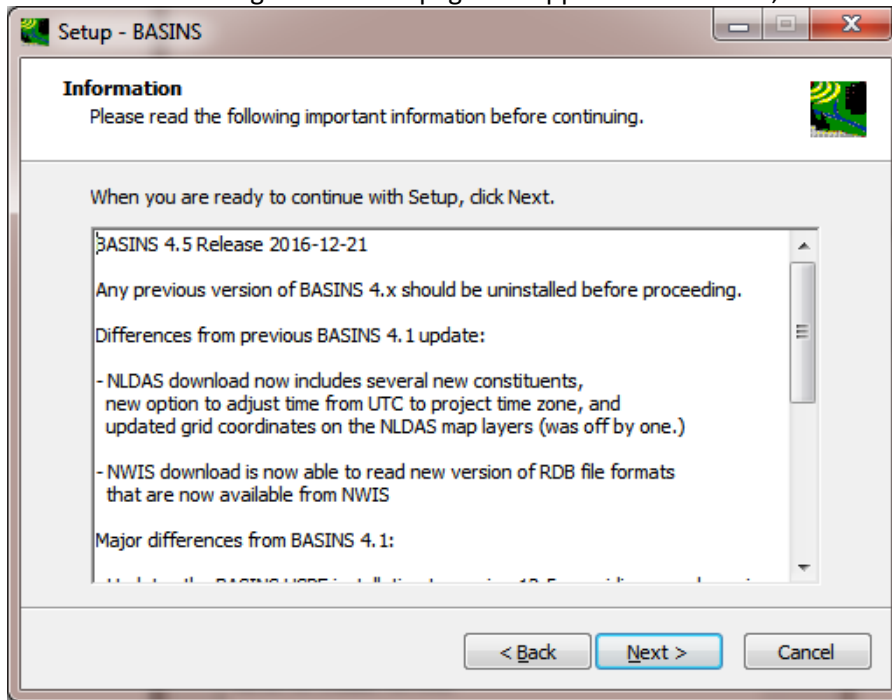 Setup - BASINS
Information
Please read the following important information before continuing.
When you are ready to continue with Setup, click Next.
BASINS 4.5 Release 2016-12-21
Any previous version of BASINS 4.x should be uninstalled before proceeding.
Differences from previous BASINS 4.1 update:
- NLDAS download now includes several new constituents,
new option to adjust time from UTC to project time zone, and
updated grid coordinates on the NLDAS map layers (was off by one.)
- NWIS download is now able to read new version of RDB file formats
that are now available from NWIS
Major differences from BASINS 4.1:
< Back
Next >
Cancel